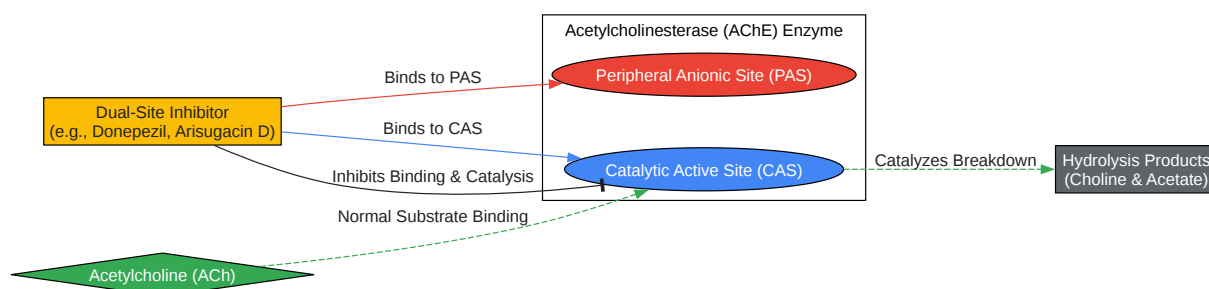 Acetylcholinesterase (AChE) Enzyme
Peripheral Anionic Site (PAS)
Binds to PAS
Dual-Site Inhibitor
(e.g., Donepezil, Arisugacin D)
Binds to CAS
Catalytic Active Site (CAS)
Catalyzes Breakdown
Hydrolysis Products
(Choline & Acetate)
Inhibits Binding & Catalysis
Normal Substrate Binding
Acetylcholine (ACh)